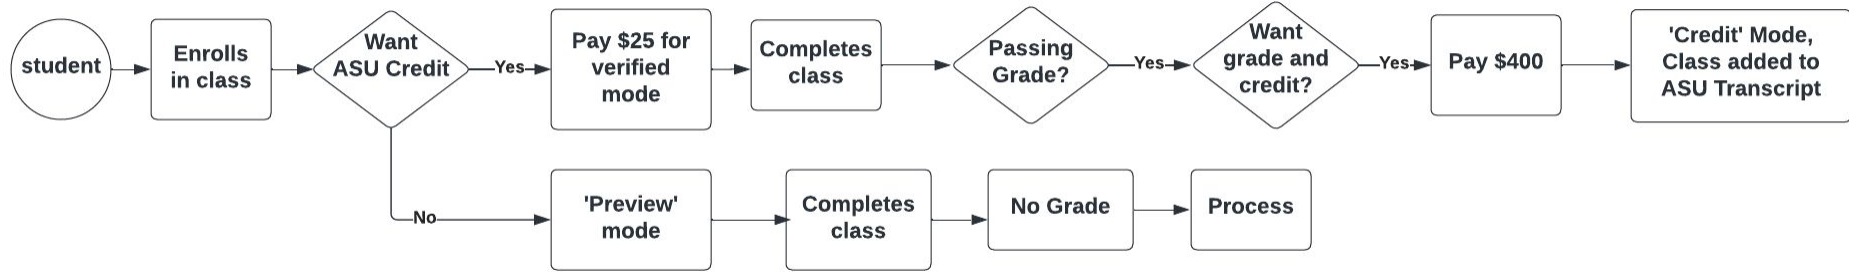 student
Enrolls
in class
Want
ASU Credit
Yes
Pay $25 for
verified
mode
Completes
class
Passing
Grade?
Yes
Want
grade and
credit?
Yes
Pay $400
'Credit' Mode,
Class added to
ASU Transcript
No
'Preview'
mode
Completes
class
No Grade
Process